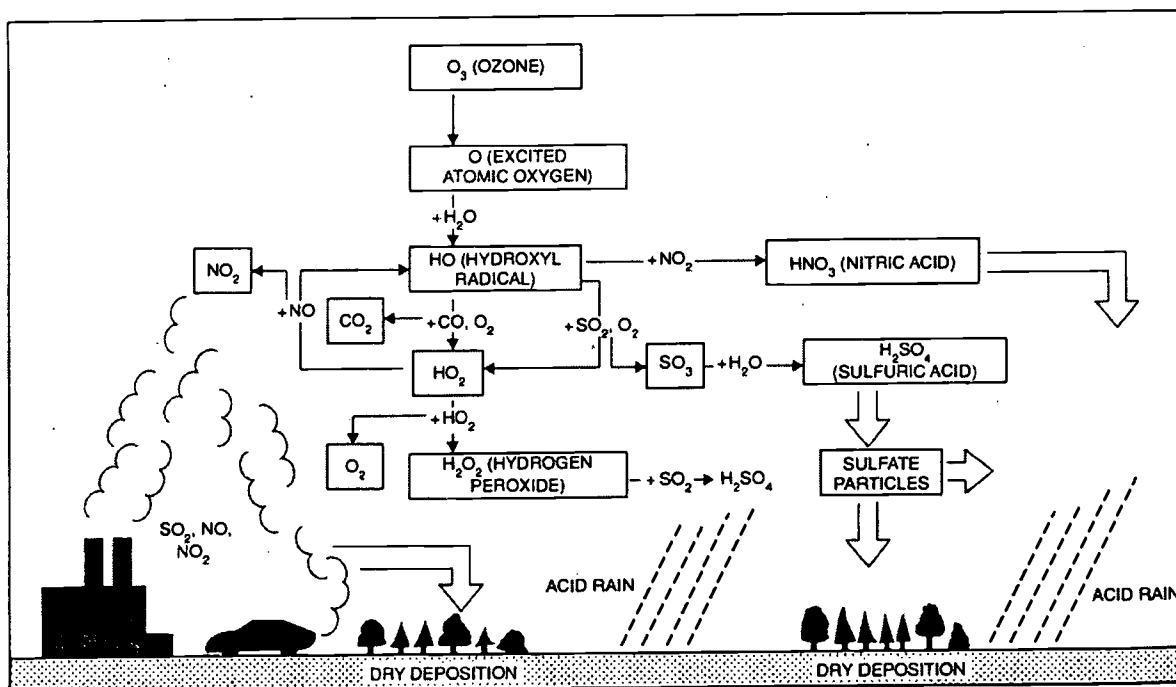 O₃ (OZONE)
O (EXCITED
ATOMIC OXYGEN)
+H₂O
NO₂
HO (HYDROXYL
RADICAL)
+NO₂
HNO₃ (NITRIC ACID)
+NO
CO₂
+CO, O₂
+SO₂, O₂
HO₂
SO₃
+H₂O
H₂SO₄
(SULFURIC ACID)
+HO₂
O₂
H₂O₂ (HYDROGEN
PEROXIDE)
+ SO₂ → H₂SO₄
SULFATE
PARTICLES
SO₂, NO,
NO₂
ACID RAIN
ACID RAIN
DRY DEPOSITION
DRY DEPOSITION